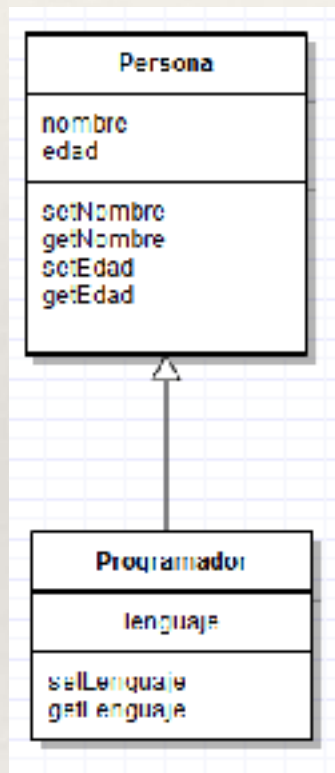 Persona
nombre
edad
setNombre
getNombre
setEdad
getEdad
Programador
lenguaje
setLenguaje
getLenguaje